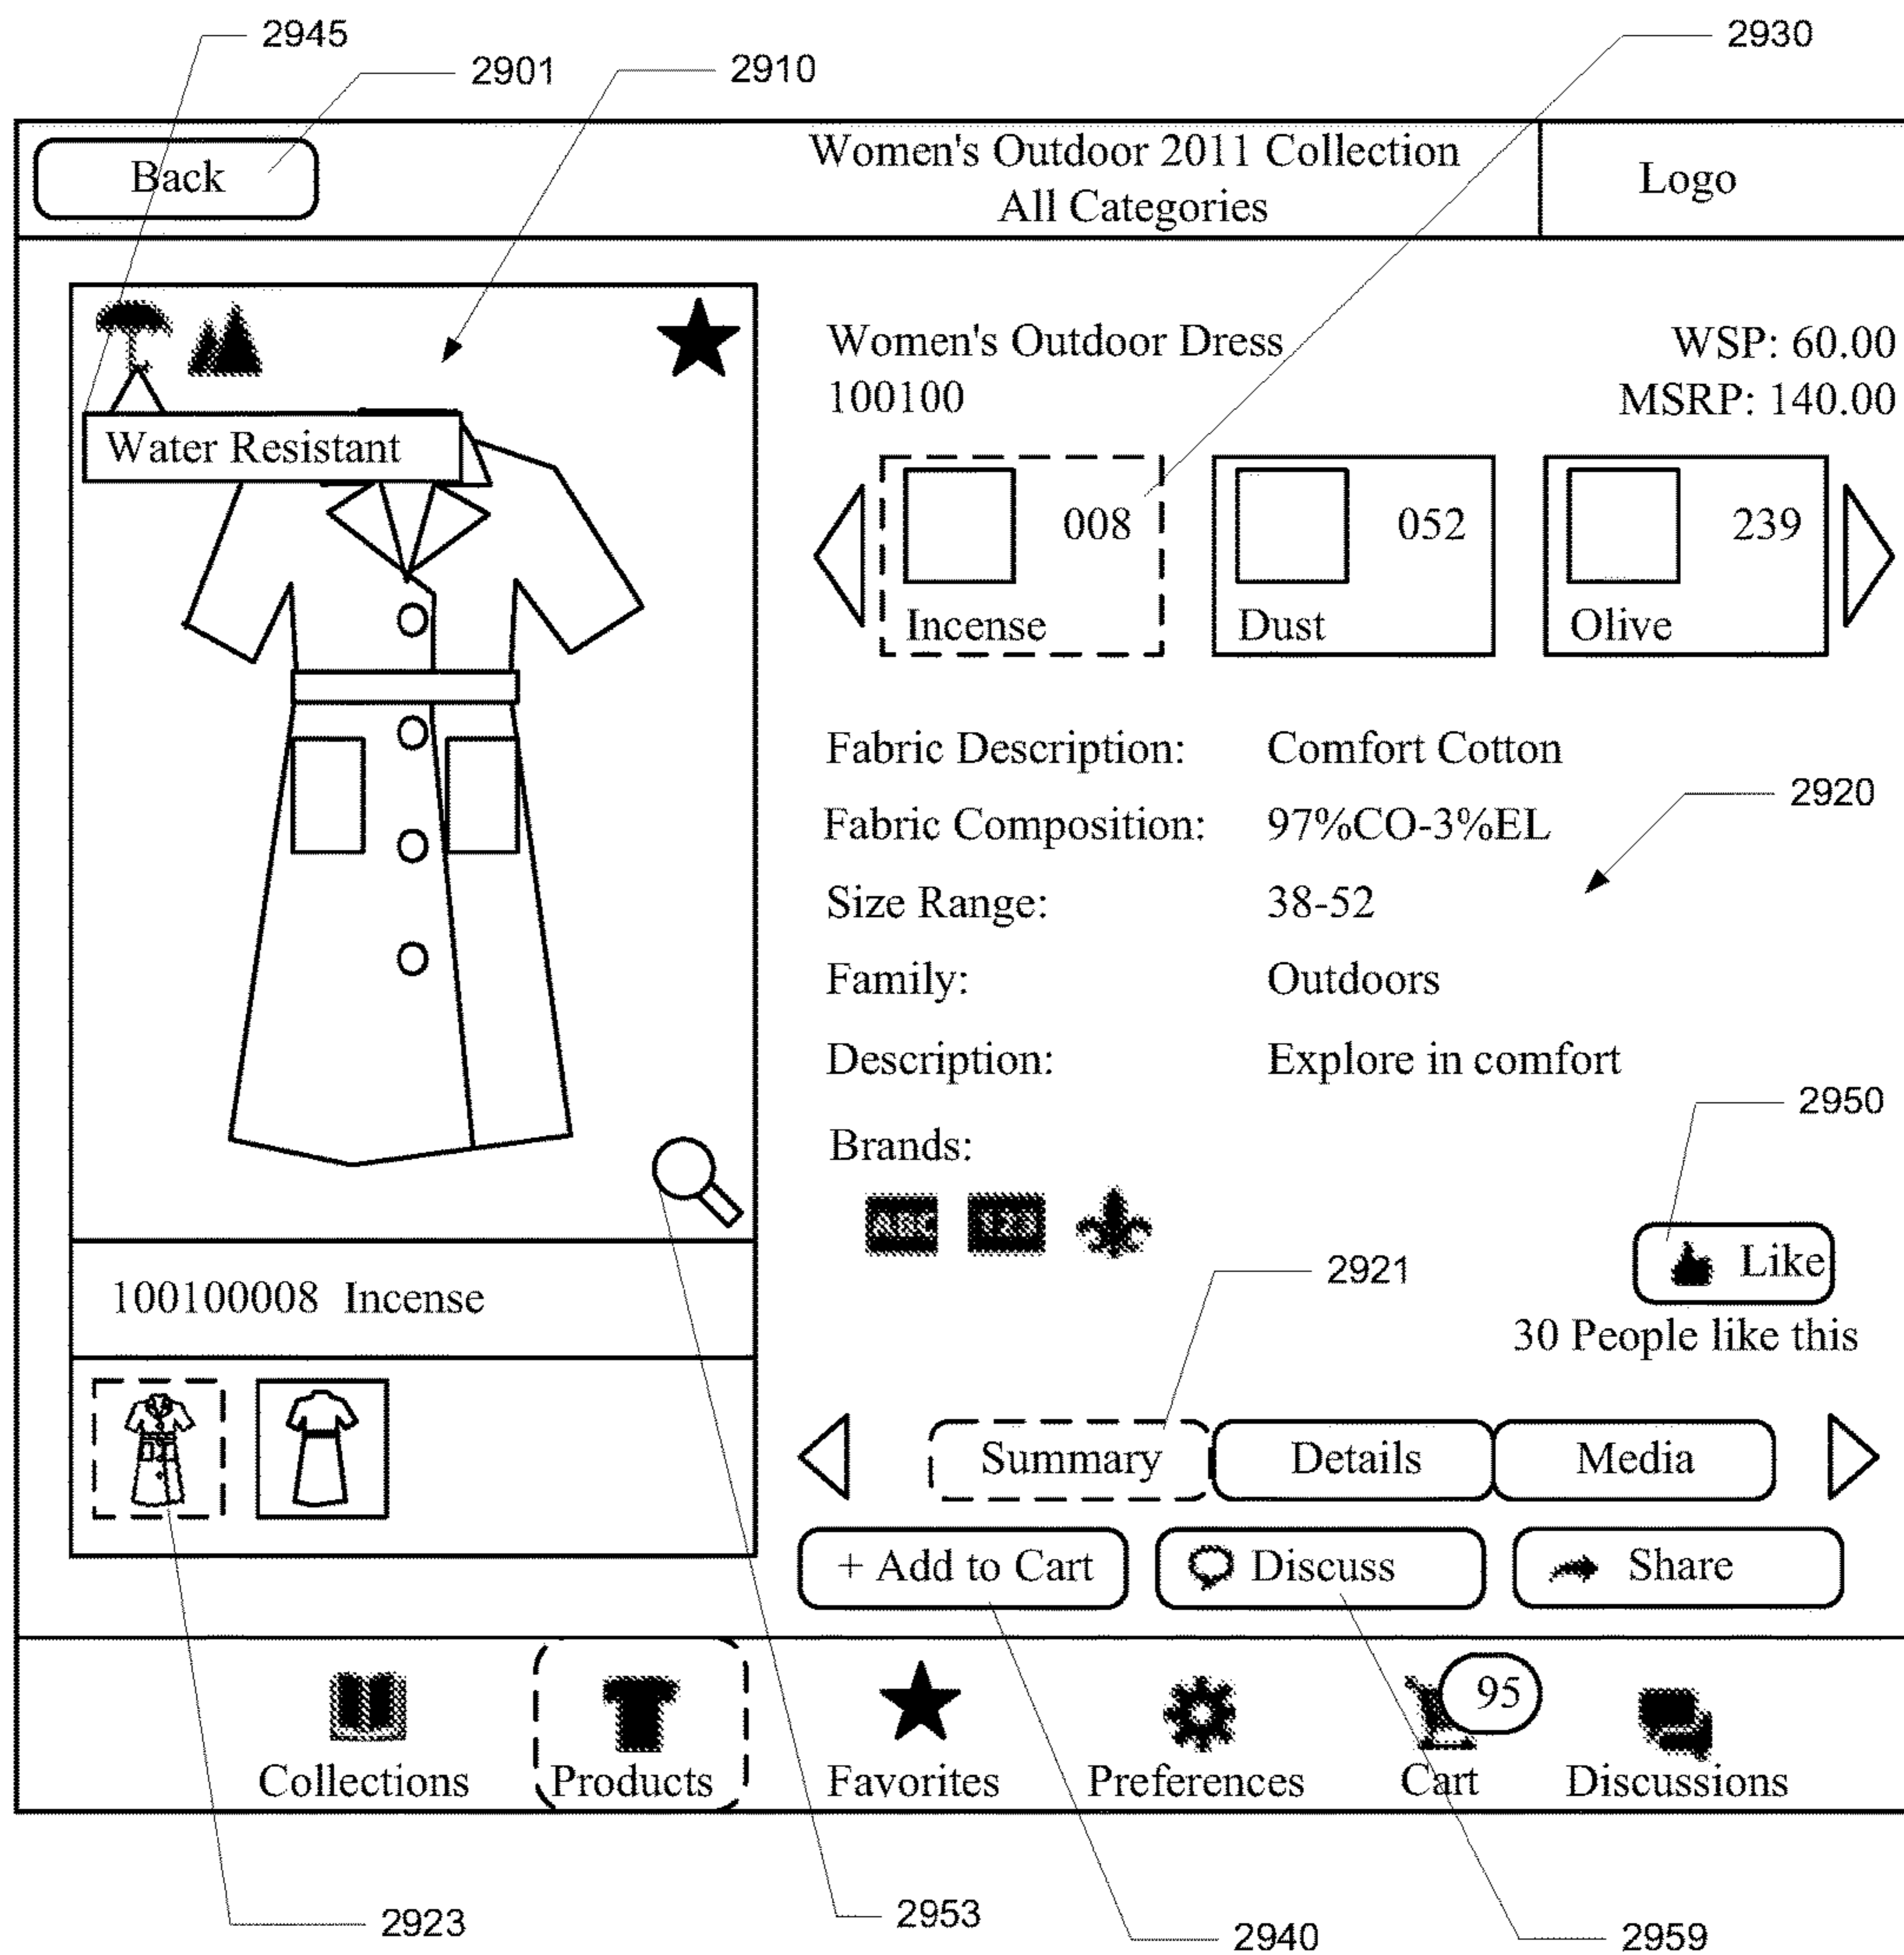 2945
2901
2910
2930
Back
Women's Outdoor 2011 Collection
All Categories
Logo
Water Resistant
Women's Outdoor Dress
100100
WSP: 60.00
MSRP: 140.00
008
Incense
052
Dust
239
Olive
Fabric Description: Comfort Cotton
2920
Fabric Composition: 97%CO-3%EL
Size Range: 38-52
Family: Outdoors
Description: Explore in comfort
2950
Brands:
2921
Like
30 People like this
100100008 Incense
Summary
Details
Media
+ Add to Cart
Discuss
Share
95
Collections
Products
Favorites
Preferences
Cart
Discussions
2923
2953
2940
2959